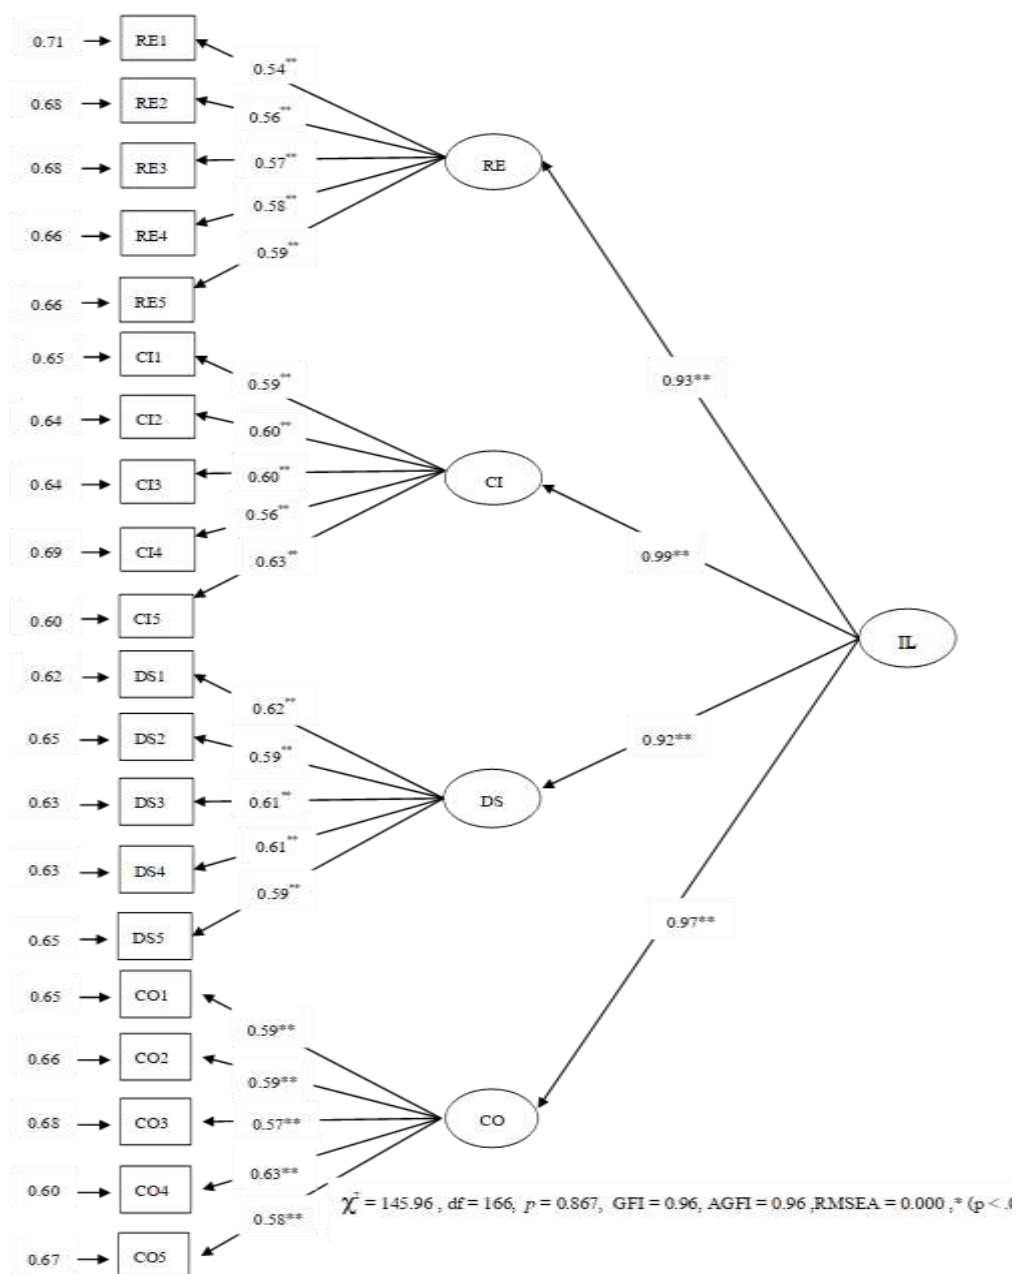 0.71 RE1 0.54**
0.68 RE2 0.56**
0.68 RE3 0.57** RE
0.66 RE4 0.58**
0.66 RE5 0.59**
0.65 CI1 0.59** 0.93**
0.64 CI2 0.60**
0.64 CI3 0.60** CI
0.69 CI4 0.56** 0.99**
0.60 CI5 0.63**
IL
0.62 DS1 0.62**
0.65 DS2 0.59** 0.92**
0.63 DS3 0.61** DS
0.63 DS4 0.61**
0.65 DS5 0.59** 0.97**
0.65 CO1 0.59**
0.66 CO2 0.59**
0.68 CO3 0.57** CO
0.60 CO4 0.63**
0.67 CO5 0.58**
χ² = 145.96 , df = 166, p = 0.867, GFI = 0.96, AGFI = 0.96 ,RMSEA = 0.000 ,* (p <